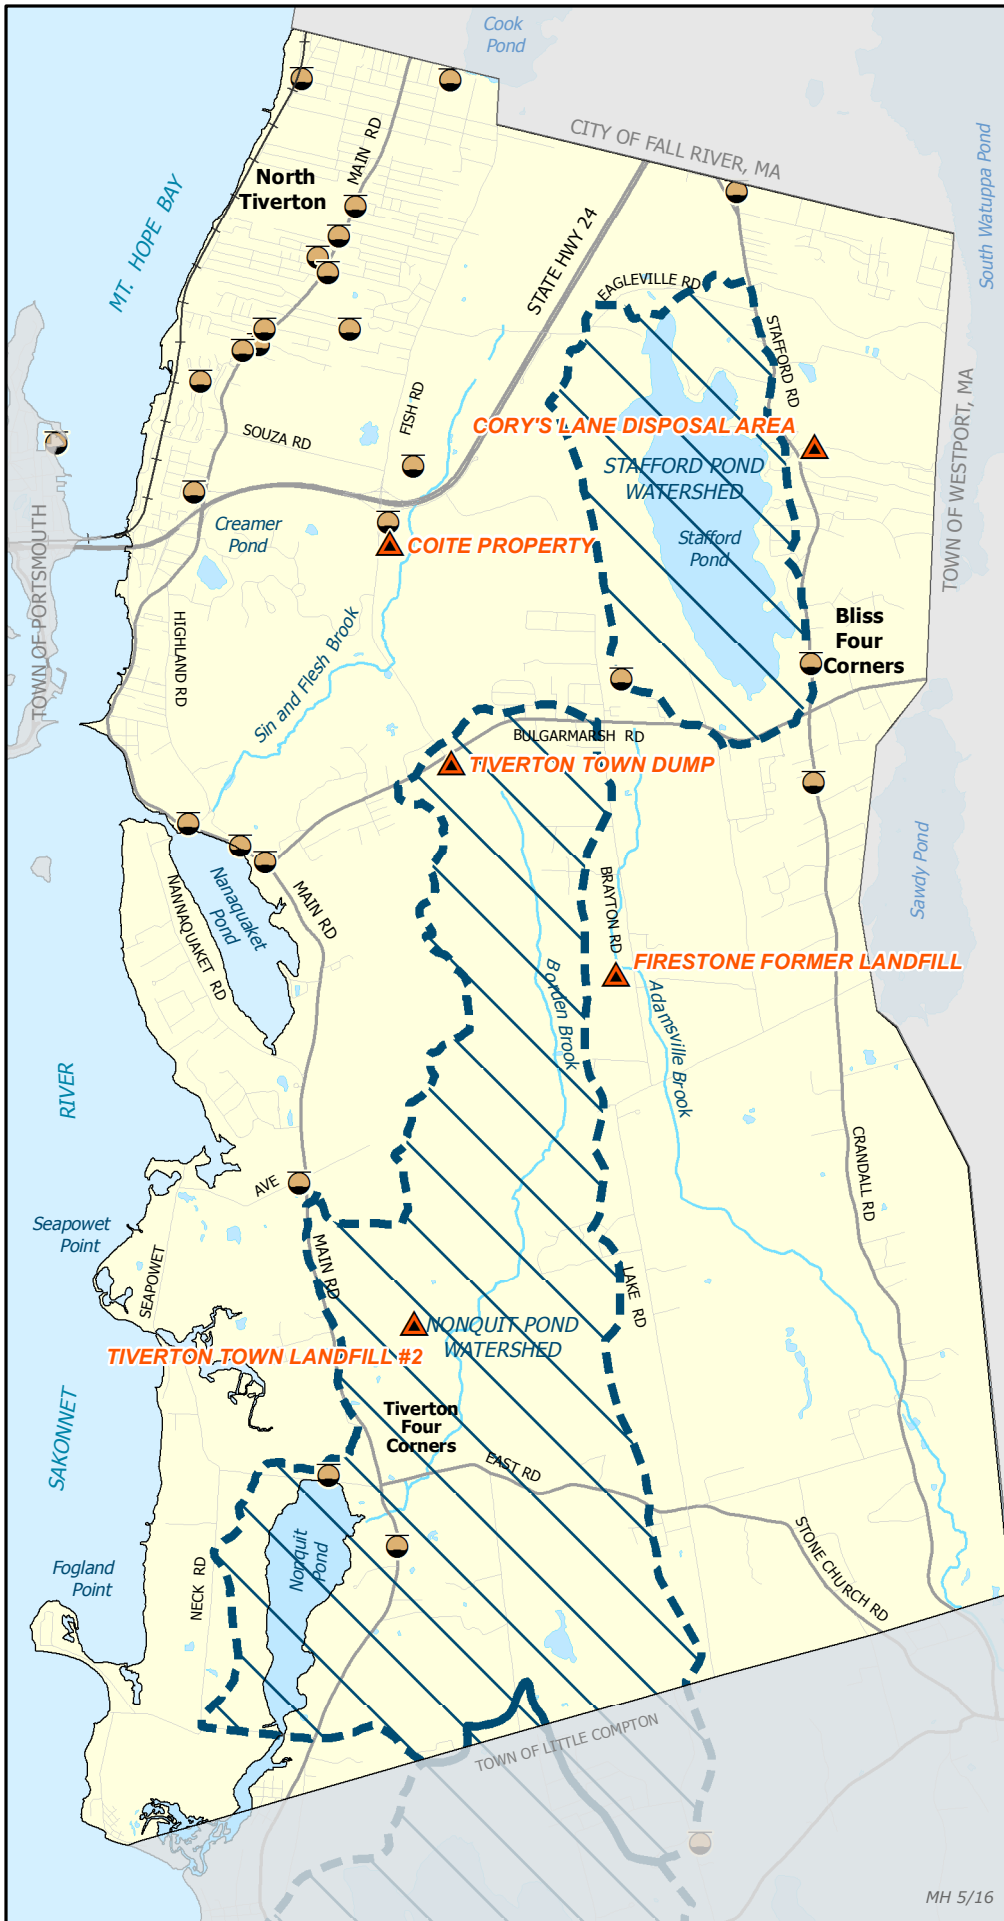 Cook
Pond
CITY OF FALL RIVER, MA
South Watuppa Pond
MAIN RD
North
Tiverton
MT. HOPE BAY
STATE HWY 24
EAGLEVILLE RD
STAFFORD RD
FISH RD
SOUZA RD
CORY'S LANE DISPOSAL AREA
STAFFORD POND
WATERSHED
TOWN OF WESTPORT, MA
Creamer
Pond
COITE PROPERTY
Stafford
Pond
TOWN OF PORTSMOUTH
HIGHLAND RD
Sin and Flesh Brook
Bliss
Four
Corners
BULGARMARSH RD
TIVERTON TOWN DUMP
Sawdy Pond
NANNAQUAKET RD
Nanaquaket
Pond
MAIN RD
BRAYTON RD
FIRESTONE FORMER LANDFILL
Borden Brook
Adamsville Brook
RIVER
CRANDALL RD
AVE
Seapowet
Point
SEAPOWET
MAIN RD
LAKE RD
NONQUIT POND
WATERSHED
TIVERTON TOWN LANDFILL #2
SAKONNET
Tiverton
Four
Corners
EAST RD
STONE CHURCH RD
Nonquit
Pond
Fogland
Point
NECK RD
TOWN OF LITTLE COMPTON
MH 5/16